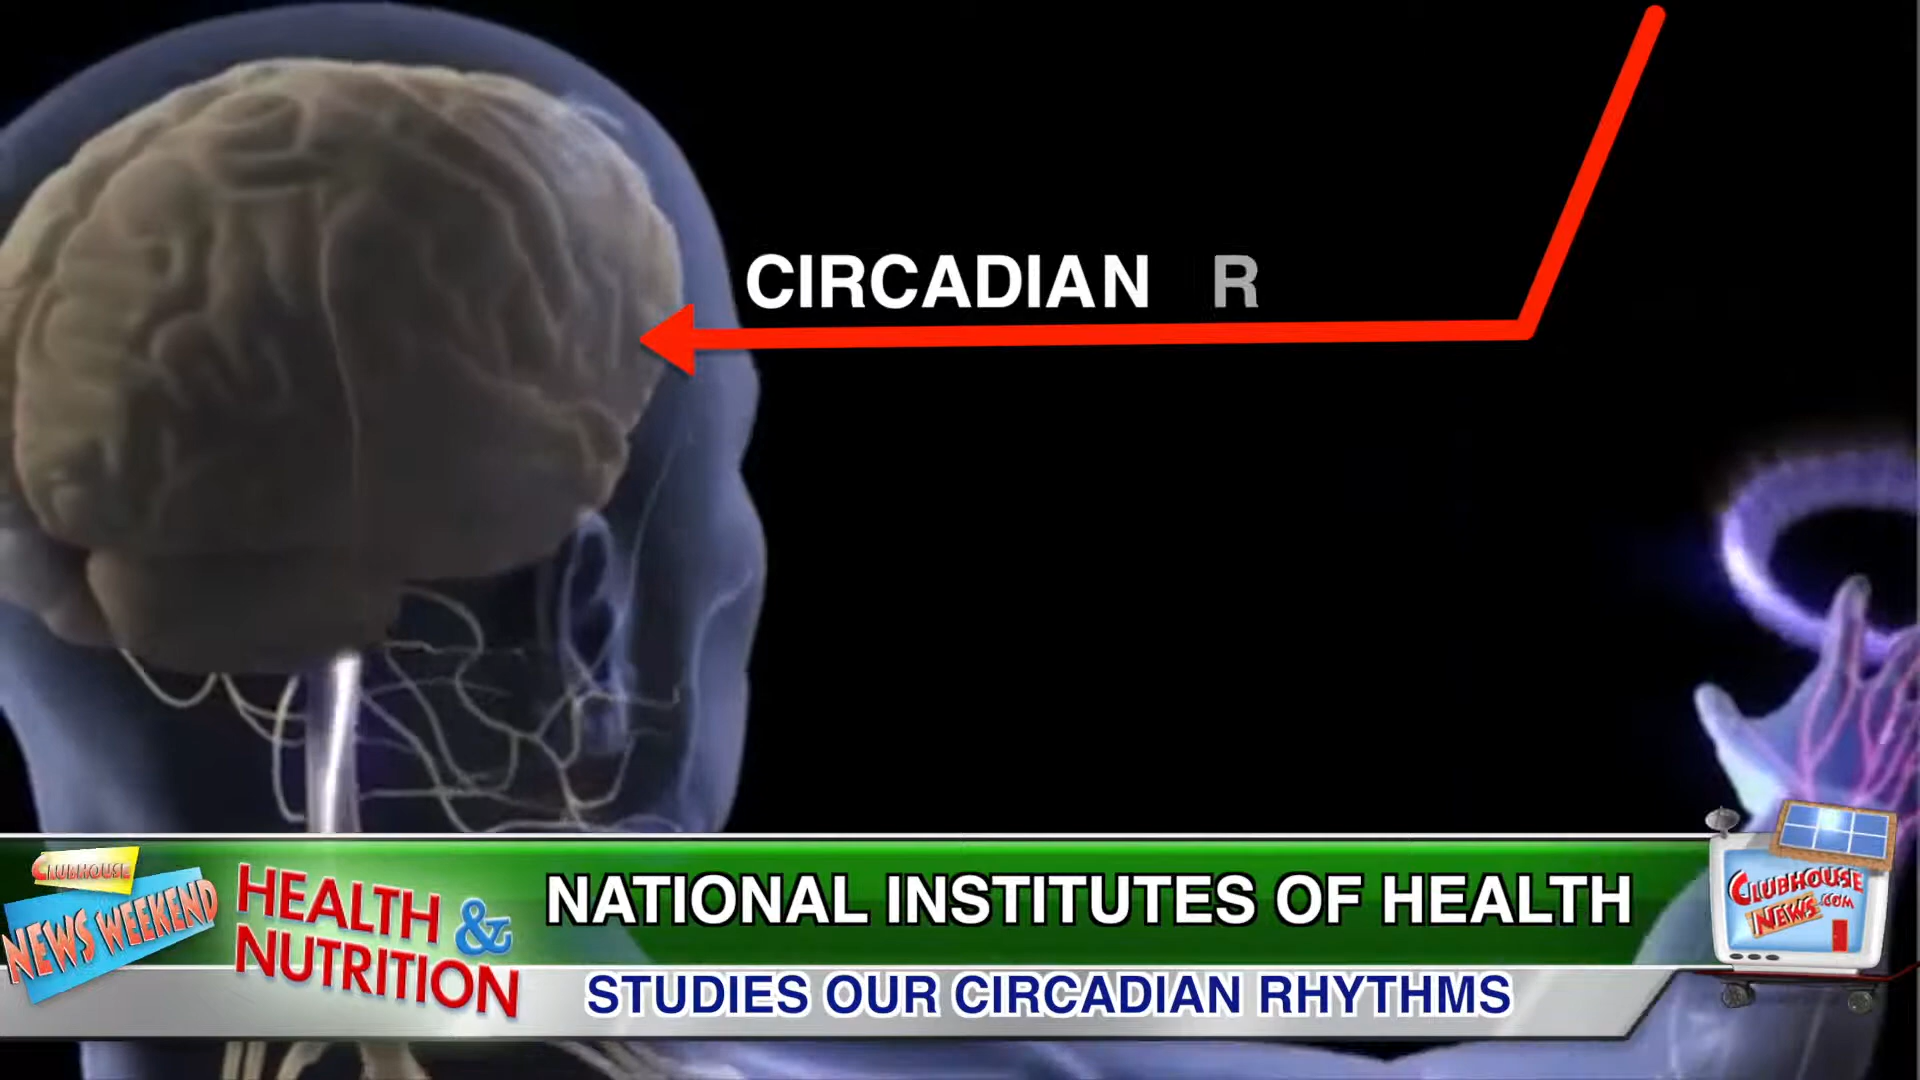 CIRCADIAN R
CLUBHOUSE
NEWS WEEKEND
HEALTH &
NUTRITION
NATIONAL INSTITUTES OF HEALTH
STUDIES OUR CIRCADIAN RHYTHMS
CLUBHOUSE
NEWS.COM